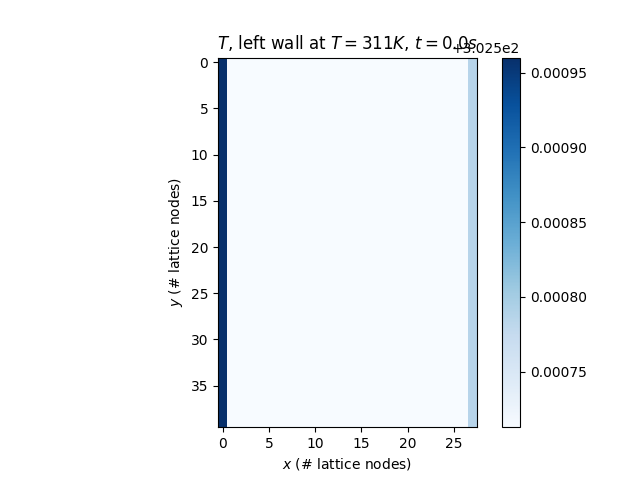 T, left wall at T = 311K, t = 0.0s
+3.025e2
0
5
10
15
20
25
30
35
y (# lattice nodes)
0 5 10 15 20 25
x (# lattice nodes)
0.00095
0.00090
0.00085
0.00080
0.00075